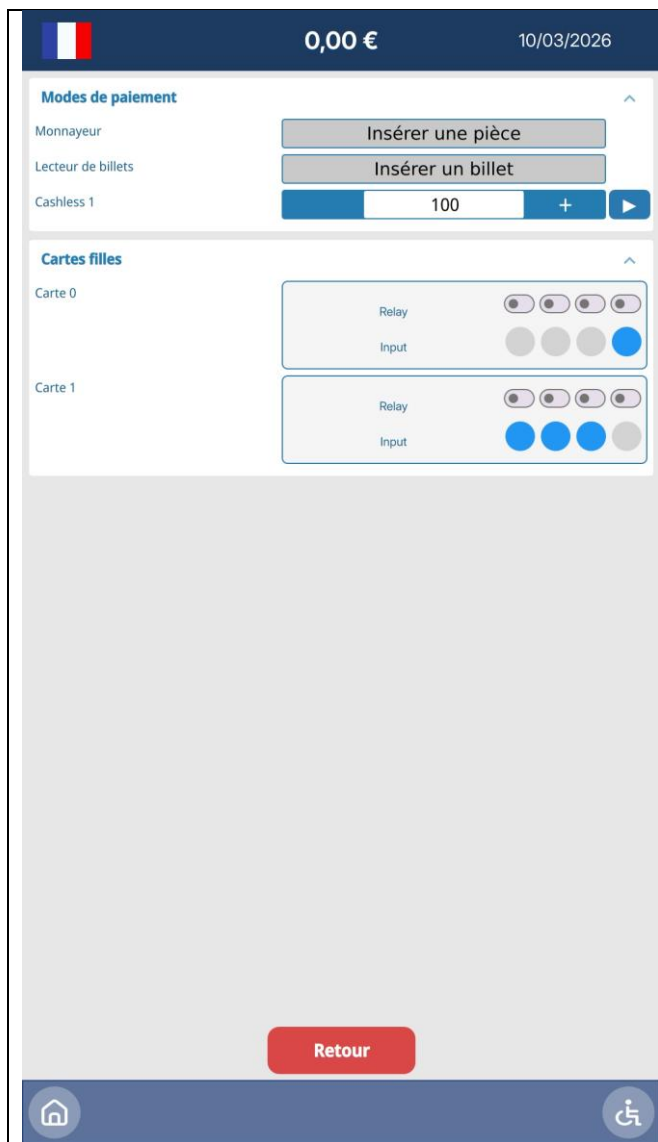 0,00 €
10/03/2026
Modes de paiement
Monnayeur
Insérer une pièce
Lecteur de billets
Insérer un billet
Cashless 1
100
+
Cartes filles
Carte 0
Relay
Input
Carte 1
Relay
Input
Retour